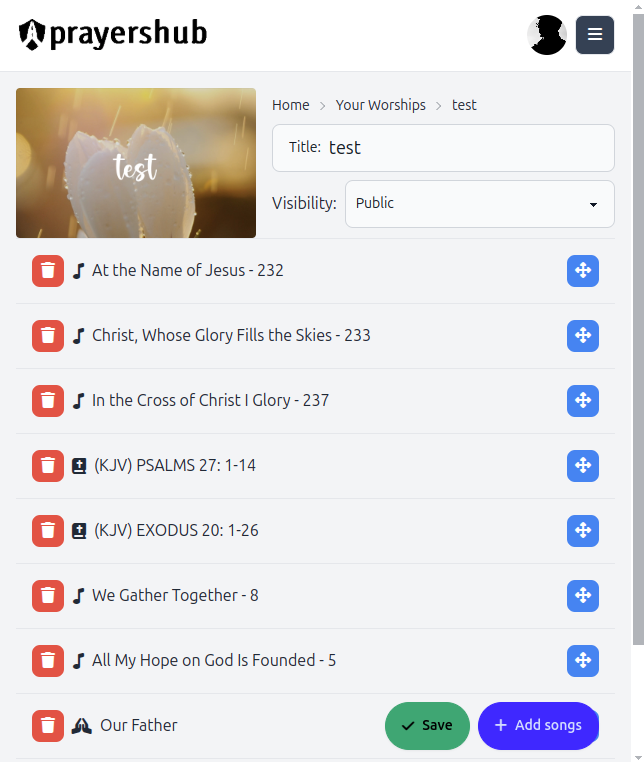 prayershub
test
Home > Your Worships > test
Title: test
Visibility: Public
At the Name of Jesus - 232
Christ, Whose Glory Fills the Skies - 233
In the Cross of Christ I Glory - 237
(KJV) PSALMS 27: 1-14
(KJV) EXODUS 20: 1-26
We Gather Together - 8
All My Hope on God Is Founded - 5
Our Father
Save
Add songs